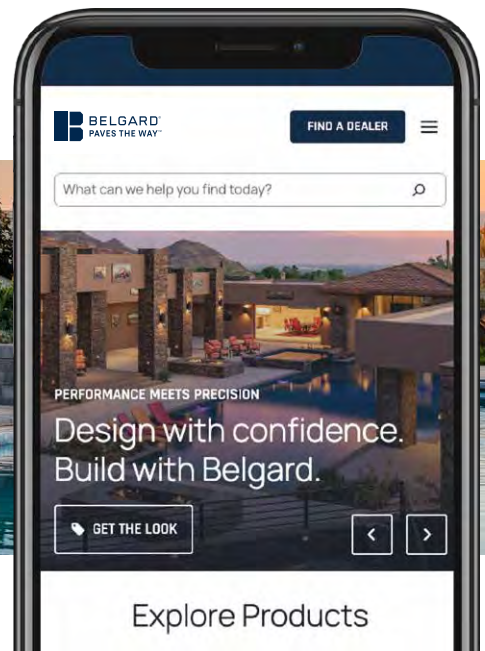 BELGARD®
PAVES THE WAY™
FIND A DEALER
What can we help you find today?
PERFORMANCE MEETS PRECISION
Design with confidence.
Build with Belgard.
GET THE LOOK
Explore Products